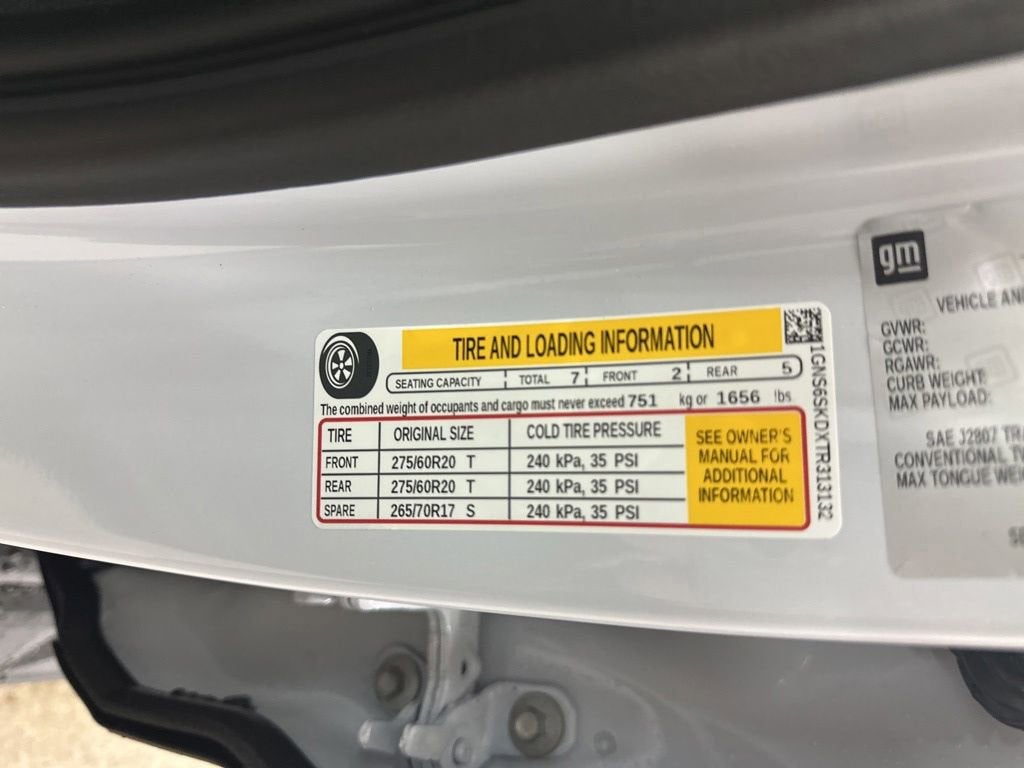 TIRE AND LOADING INFORMATION
SEATING CAPACITY TOTAL 7 FRONT 2 REAR 5
The combined weight of occupants and cargo must never exceed 751 kg or 1656 lbs.
TIRE ORIGINAL SIZE COLD TIRE PRESSURE
FRONT 275/60R20 T 240 kPa, 35 PSI
REAR 275/60R20 T 240 kPa, 35 PSI
SPARE 265/70R17 S 240 kPa, 35 PSI
SEE OWNER'S
MANUAL FOR
ADDITIONAL
INFORMATION
1GNS6SKDXTR313132
gm
VEHICLE
GVWR:
GCWR:
RGAWR:
CURB WEIGHT:
MAX PAYLOAD:
SAE J2807
CONVENTIONAL
MAX TONGUE